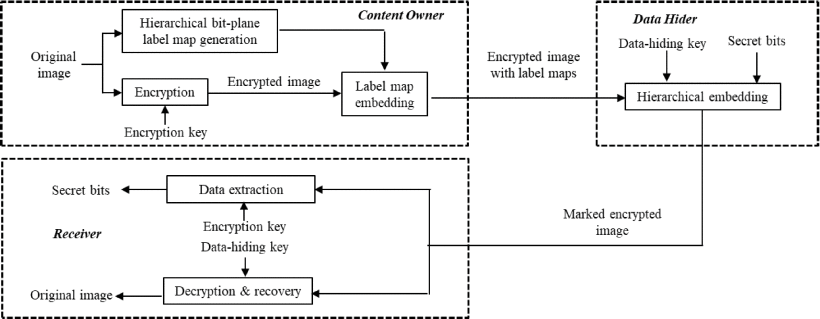 Hierarchical bit-plane
label map generation
Content Owner
Original
image
Encryption
Encrypted image
Label map
embedding
Encryption key
Encrypted image
with label maps
Data Hider
Data-hiding key
Secret bits
Hierarchical embedding
Marked encrypted
image
Receiver
Secret bits
Data extraction
Encryption key
Data-hiding key
Original image
Decryption & recovery